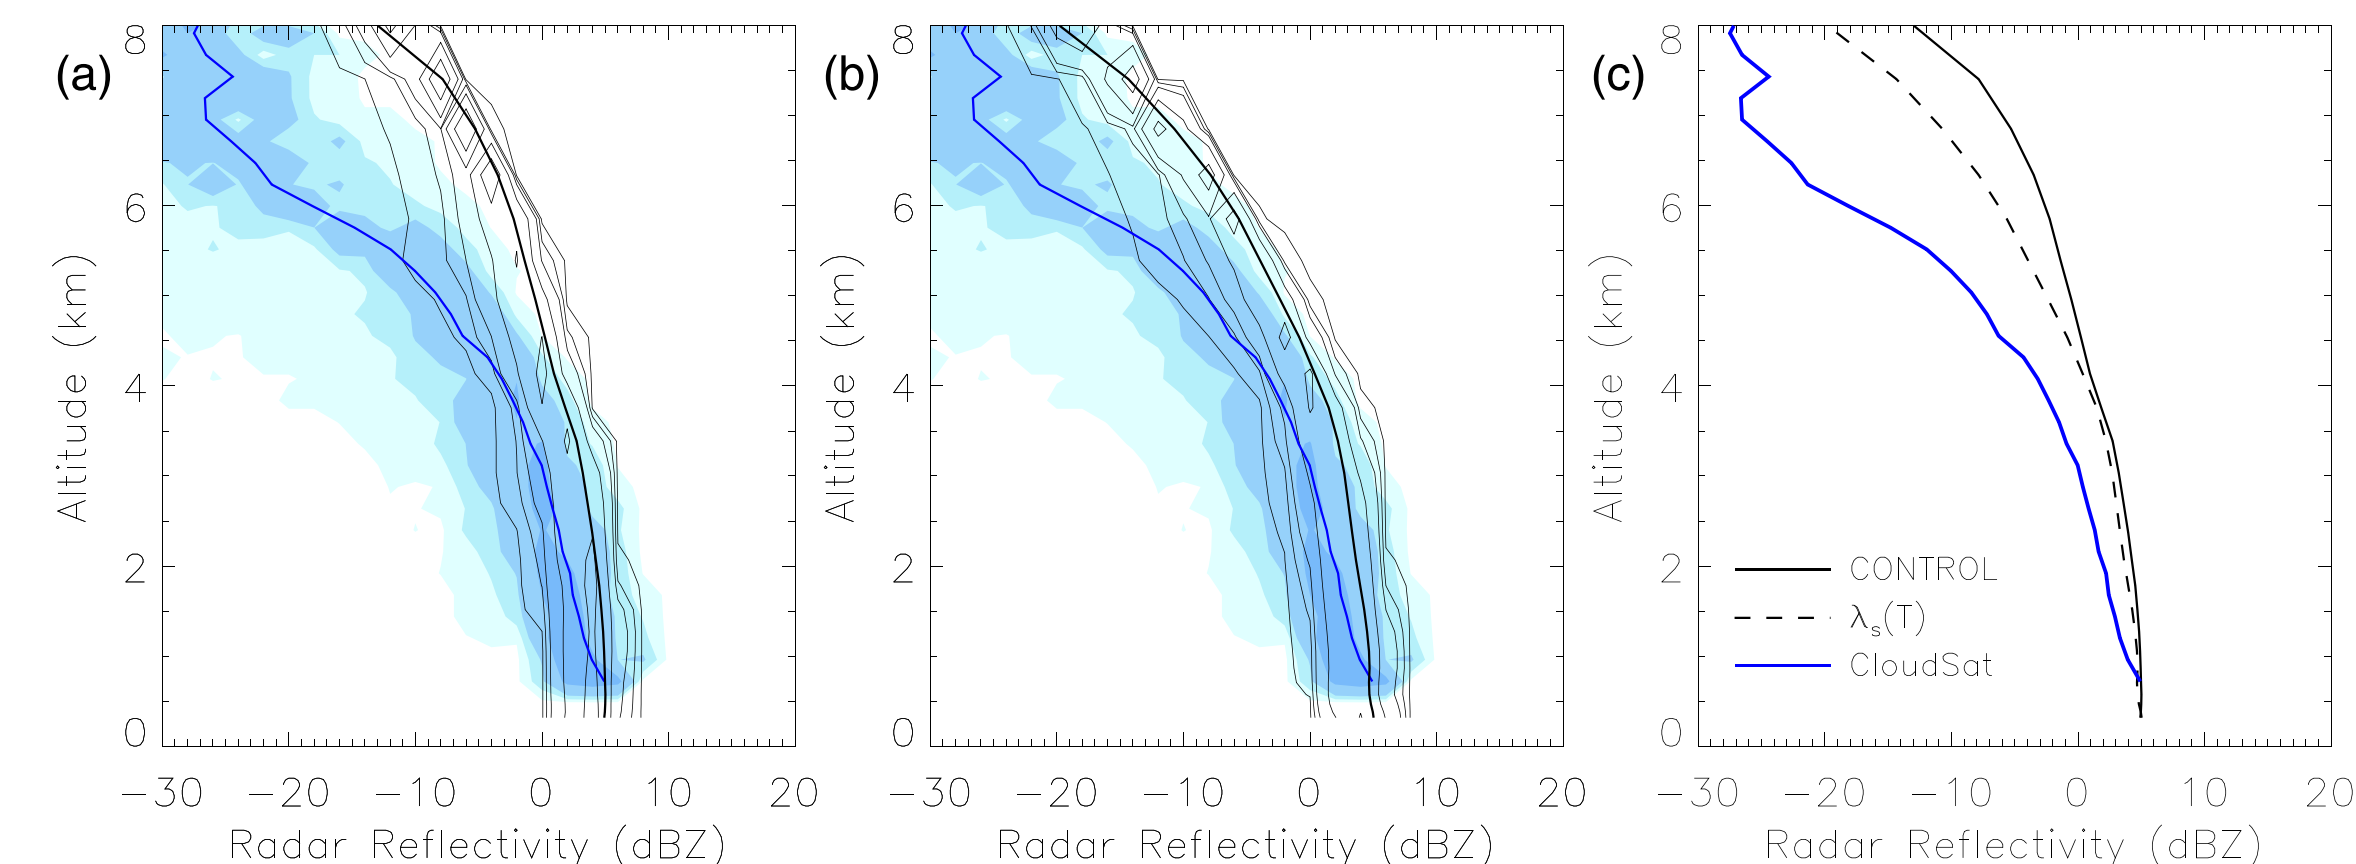 (a)
8
6
4
2
0
Altitude (km)
−30 −20 −10 0 10 20
Radar Reflectivity (dBZ)
(b)
8
6
4
2
0
Altitude (km)
−30 −20 −10 0 10 20
Radar Reflectivity (dBZ)
(c)
8
6
4
2
0
Altitude (km)
CONTROL
λs(T)
CloudSat
−30 −20 −10 0 10 20
Radar Reflectivity (dBZ)